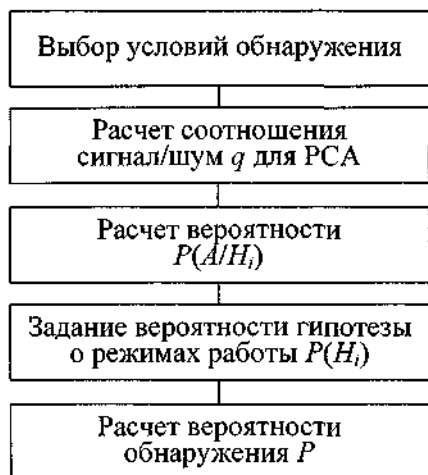 Выбор условий обнаружения
Расчет соотношения
сигнал/шум q для РСА
Расчет вероятности
P(A/Hᵢ)
Задание вероятности гипотезы
о режимах работы P(Hᵢ)
Расчет вероятности
обнаружения P